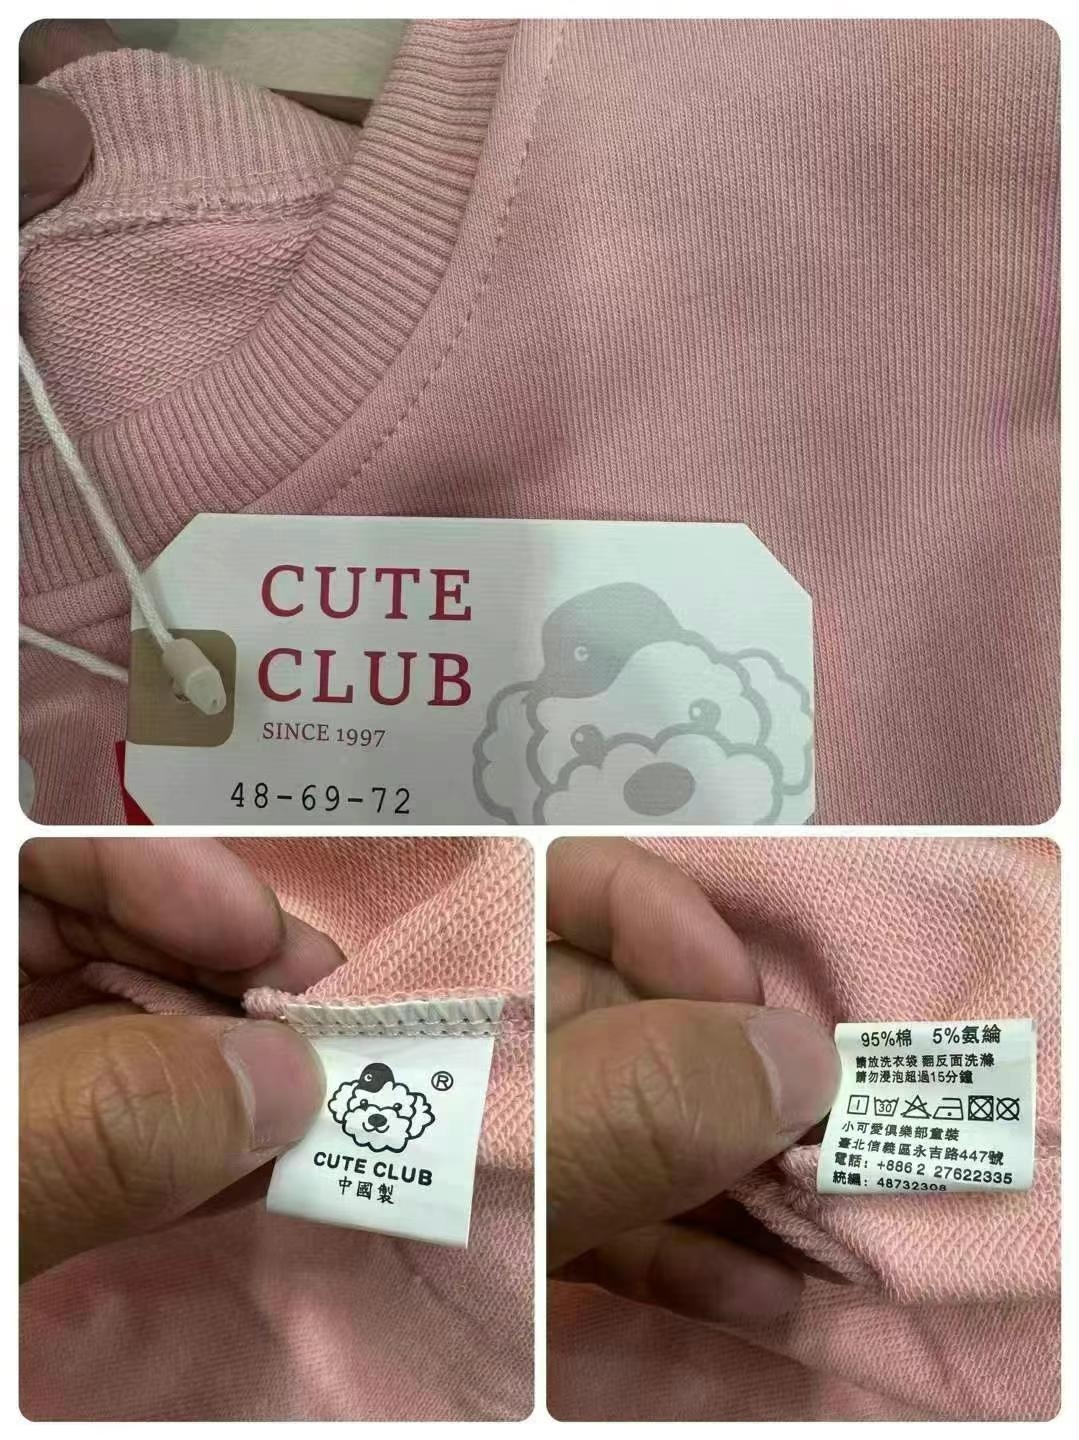 CUTE
CLUB
SINCE 1997
48-69-72
C
®
CUTE CLUB
中國製
95%棉 5%氨綸
請放洗衣袋 翻反面洗滌
請勿浸泡超過15分鐘
30
小可愛俱樂部童裝
臺北信義區永吉路447號
電話：+886 2 27622335
統編：48732308